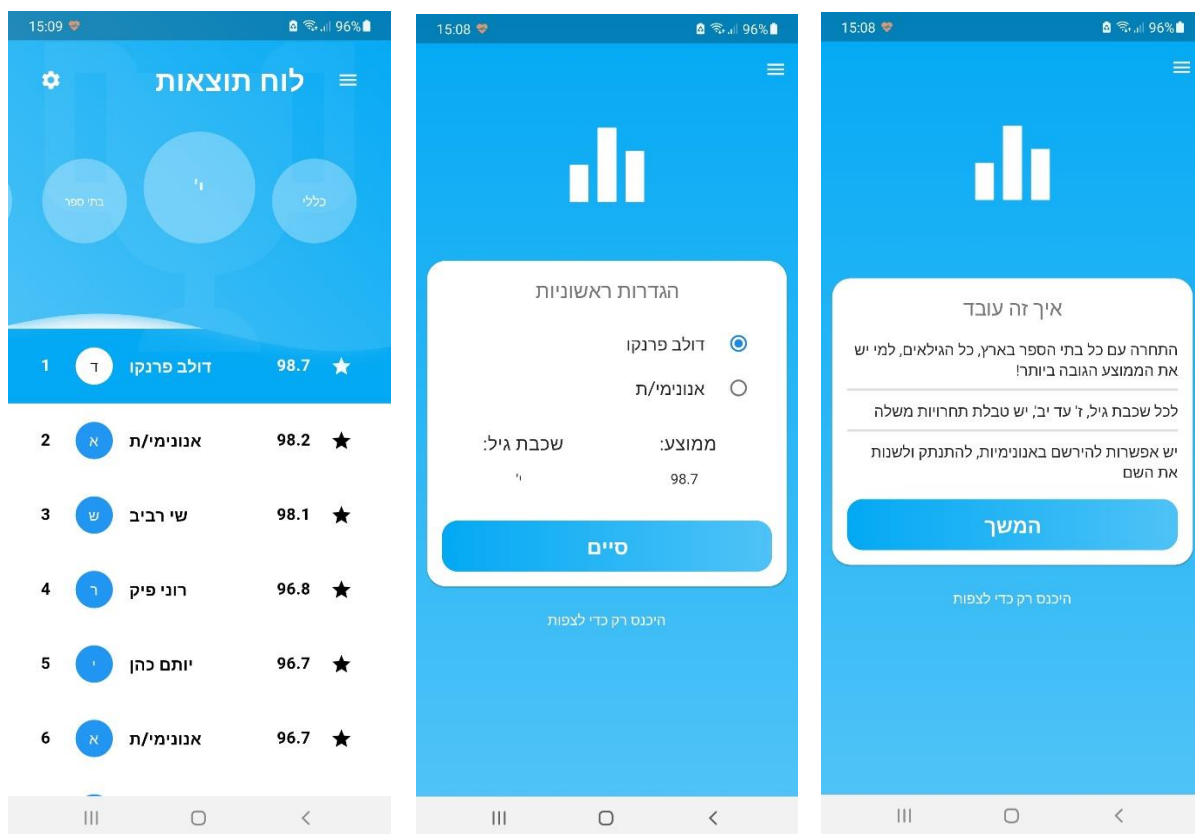 15:08
96%
איך זה עובד
התחרה עם כל בתי הספר בארץ, כל הגילאים, למי יש
את הממוצע הגובה ביותר!
לכל שכבת גיל, ז' עד יב', יש טבלת תחרויות משלה
יש אפשרות להירשם באנונימיות, להתנתק ולשנות
את השם
המשך
היכנס רק כדי לצפות
15:08
96%
הגדרות ראשוניות
דולב פרנקו
אנונימי/ת
ממוצע: שכבת גיל:
98.7 י'
סיים
היכנס רק כדי לצפות
15:09
96%
לוח תוצאות
כללי
י'
בתי ספר
98.7 דולב פרנקו ד 1
98.2 אנונימי/ת א 2
98.1 שי רביב ש 3
96.8 רוני פיק ר 4
96.7 יותם כהן י 5
96.7 אנונימי/ת א 6